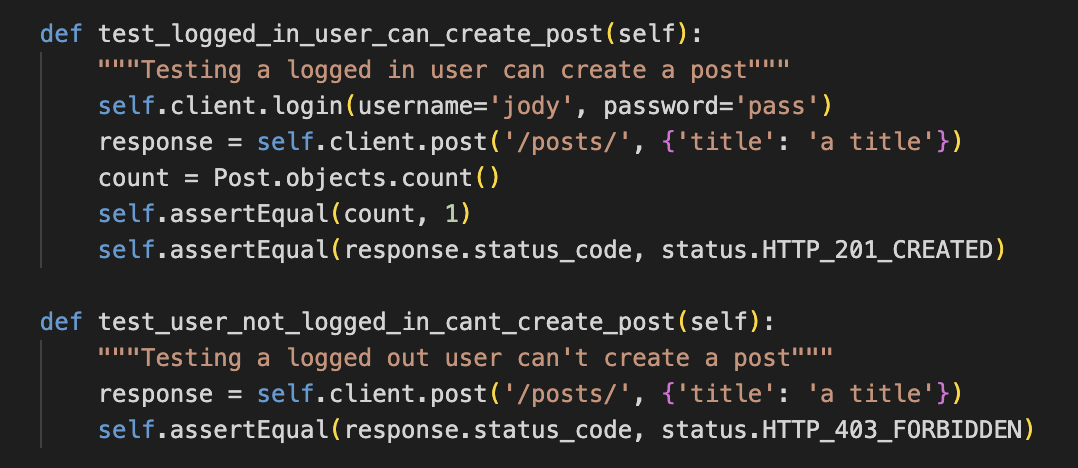 def test_logged_in_user_can_create_post(self):
    """Testing a logged in user can create a post"""
    self.client.login(username='jody', password='pass')
    response = self.client.post('/posts/', {'title': 'a title'})
    count = Post.objects.count()
    self.assertEqual(count, 1)
    self.assertEqual(response.status_code, status.HTTP_201_CREATED)

def test_user_not_logged_in_cant_create_post(self):
    """Testing a logged out user can't create a post"""
    response = self.client.post('/posts/', {'title': 'a title'})
    self.assertEqual(response.status_code, status.HTTP_403_FORBIDDEN)